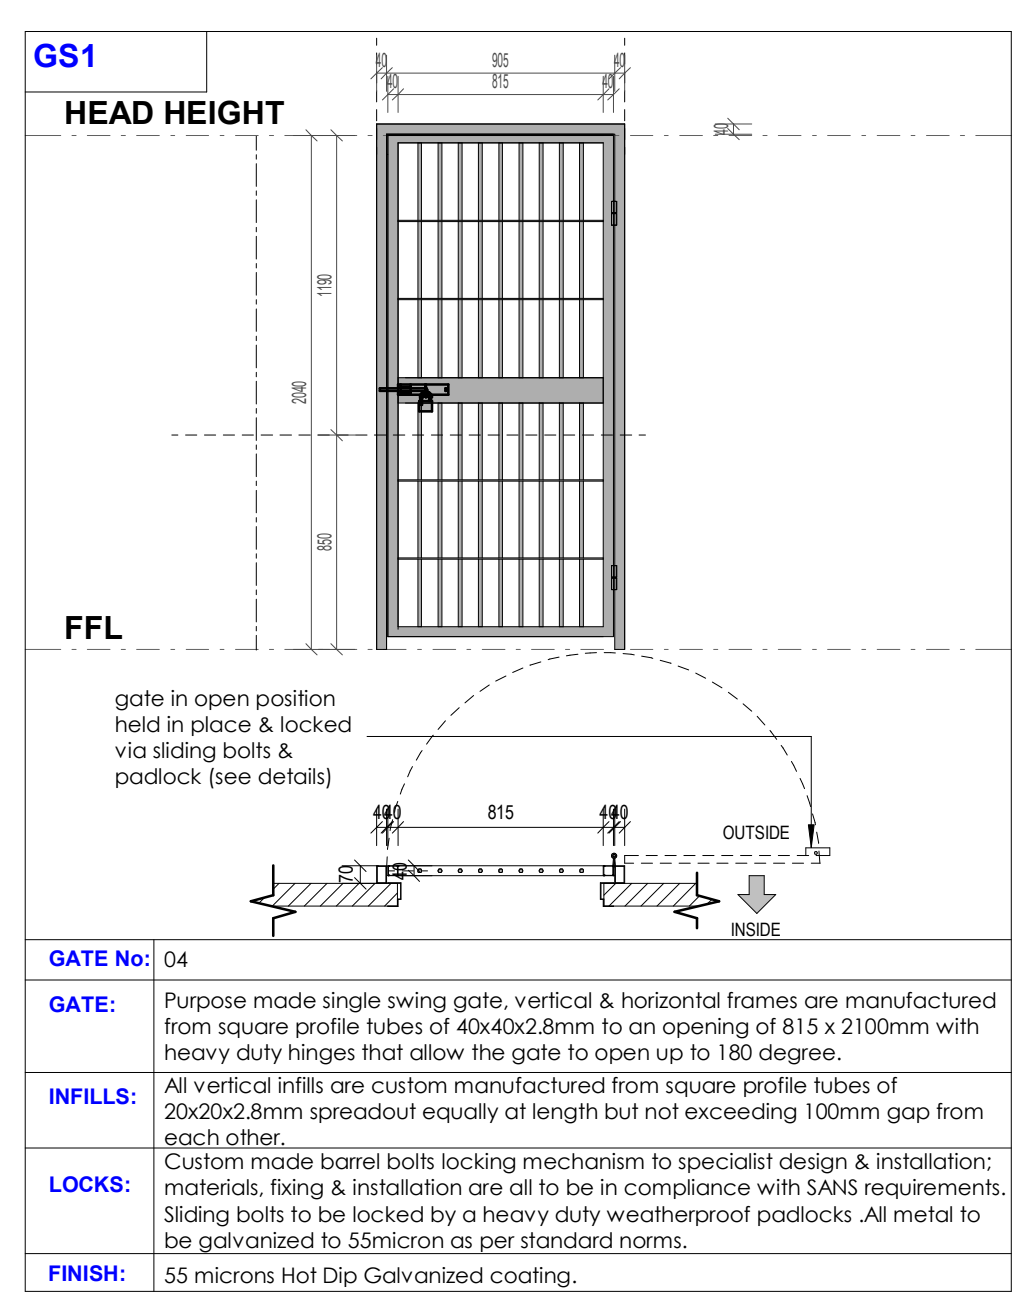 GS1
HEAD HEIGHT
40 905 40
40 815 40
40
1190
2040
850
FFL
gate in open position
held in place & locked
via sliding bolts &
padlock (see details)
40 40 815 40 40
OUTSIDE
70
40
INSIDE
GATE No: 04
GATE: Purpose made single swing gate, vertical & horizontal frames are manufactured
from square profile tubes of 40x40x2.8mm to an opening of 815 x 2100mm with
heavy duty hinges that allow the gate to open up to 180 degree.
INFILLS: All vertical infills are custom manufactured from square profile tubes of
20x20x2.8mm spreadout equally at length but not exceeding 100mm gap from
each other.
LOCKS: Custom made barrel bolts locking mechanism to specialist design & installation;
materials, fixing & installation are all to be in compliance with SANS requirements.
Sliding bolts to be locked by a heavy duty weatherproof padlocks .All metal to
be galvanized to 55micron as per standard norms.
FINISH: 55 microns Hot Dip Galvanized coating.